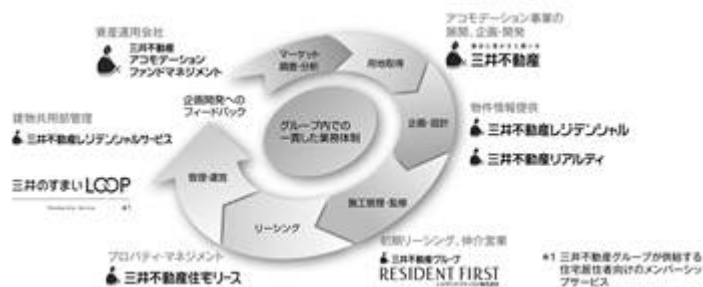 資産運用会社
三井不動産
アコモデーション
ファンドマネジメント
アコモデーション事業の
展開、企画・開発
三井不動産
マーケット
調査・分析
用地取得
企画・設計
施工管理・監修
リーシング
管理・運営
企画開発への
フィードバック
グループ内での
一貫した業務体制
建物共用部管理
三井不動産レジデンシャルサービス
三井のすまいLOOP
*1
物件情報提供
三井不動産レジデンシャル
三井不動産リアルティ
プロパティ・マネジメント
三井不動産住宅リース
初期リーシング、仲介営業
三井不動産グループ
RESIDENT FIRST
*1 三井不動産グループが供給する
住宅居住者向けのメンバーシッ
プサービス